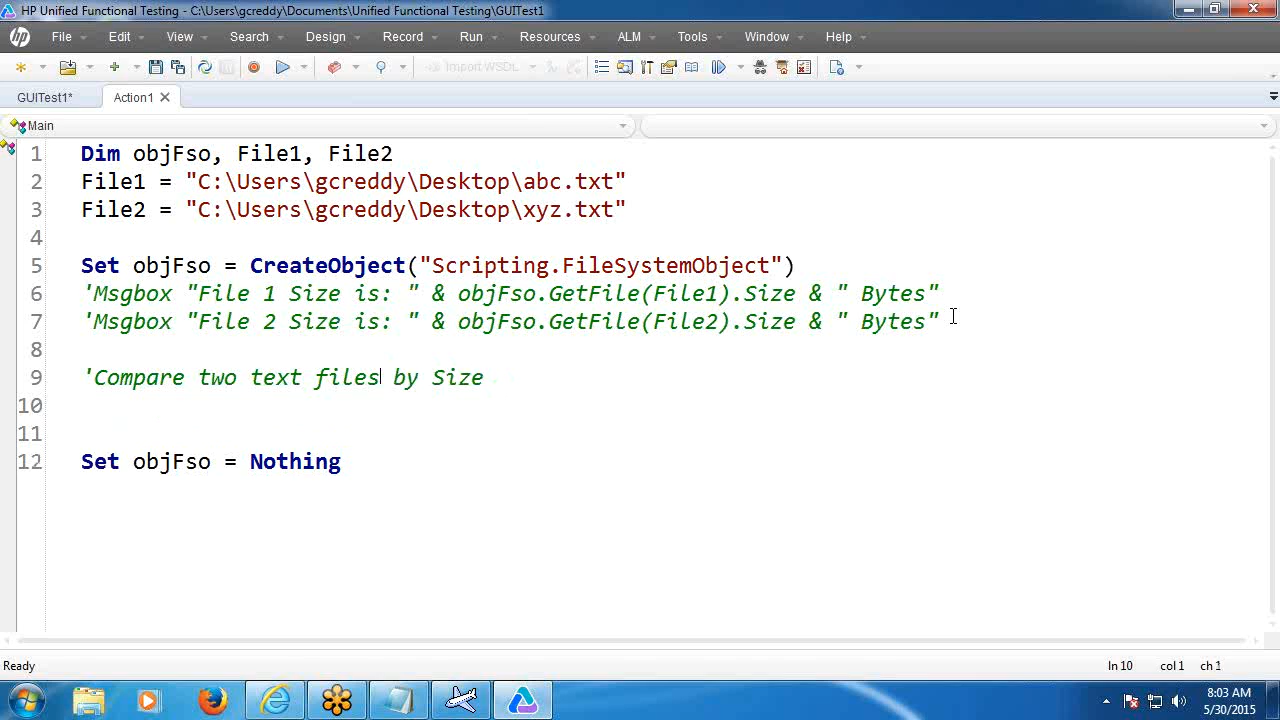 HP Unified Functional Testing - C:\Users\gcreddy\Documents\Unified Functional Testing\GUITest1
hp File Edit View Search Design Record Run Resources ALM Tools Window Help
Import WSDL
GUITest1* Action1
Main
1 Dim objFso, File1, File2
2 File1 = "C:\Users\gcreddy\Desktop\abc.txt"
3 File2 = "C:\Users\gcreddy\Desktop\xyz.txt"
4
5 Set objFso = CreateObject("Scripting.FileSystemObject")
6 'Msgbox "File 1 Size is: " & objFso.GetFile(File1).Size & " Bytes"
7 'Msgbox "File 2 Size is: " & objFso.GetFile(File2).Size & " Bytes"
8
9 'Compare two text files by Size
10
11
12 Set objFso = Nothing
Ready ln 10 col 1 ch 1
8:03 AM
5/30/2015